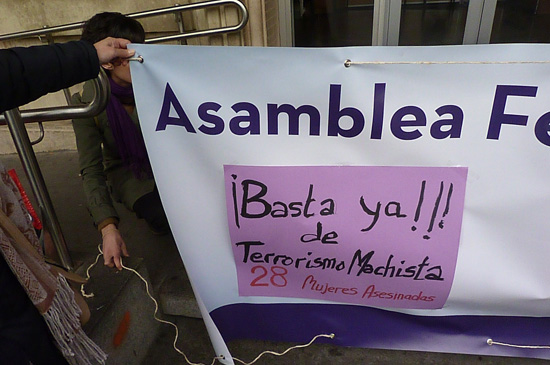 Asamblea Fe
¡Basta ya!!!
de
Terrorismo Machista
28 Mujeres Asesinadas